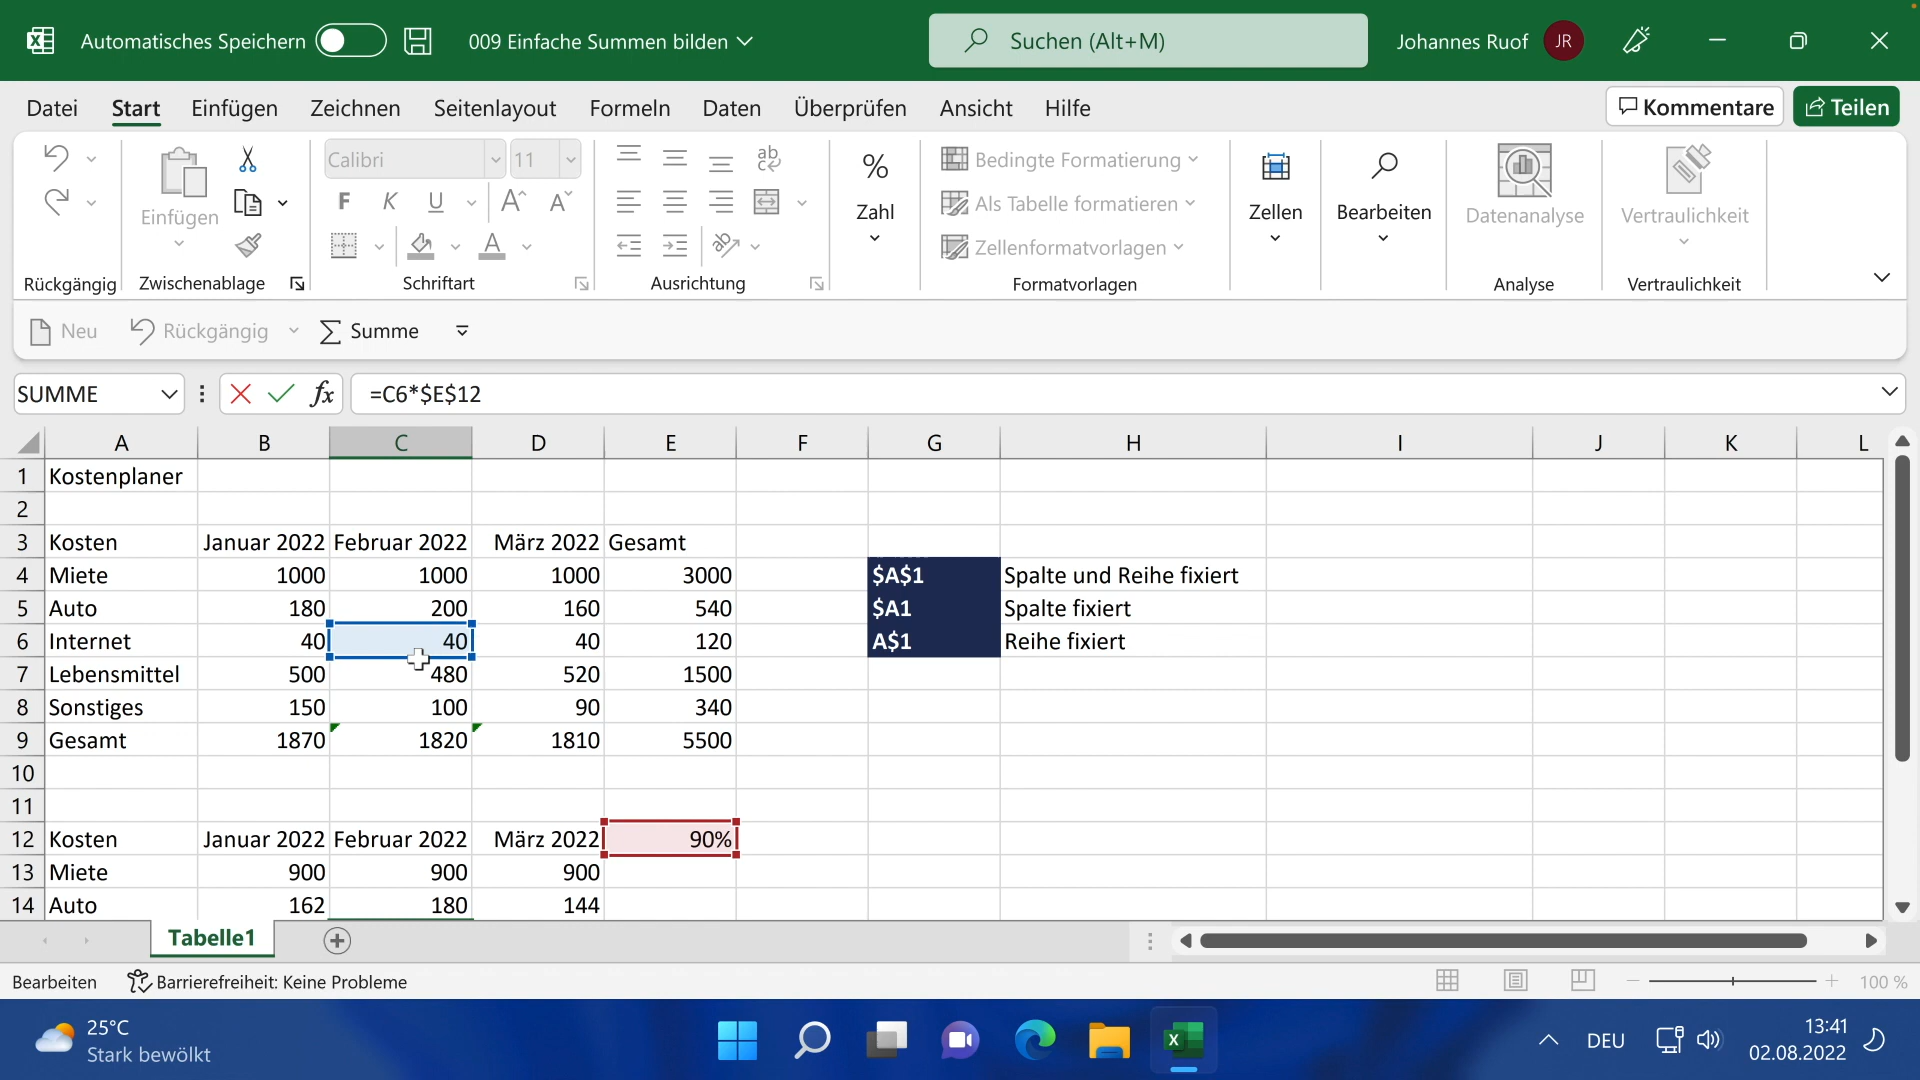 Automatisches Speichern 009 Einfache Summen bilden Suchen (Alt+M) Johannes Ruof JR
Datei Start Einfügen Zeichnen Seitenlayout Formeln Daten Überprüfen Ansicht Hilfe Kommentare Teilen
Calibri 11 Bedingte Formatierung
Als Tabelle formatieren
Einfügen F K U Zahl Zellen Bearbeiten Datenanalyse Vertraulichkeit
Zellenformatvorlagen
Rückgängig Zwischenablage Schriftart Ausrichtung Formatvorlagen Analyse Vertraulichkeit
Neu Rückgängig Summe
SUMME fx =C6*$E$12
A B C D E F G H I J K L
1 Kostenplaner
2
3 Kosten Januar 2022 Februar 2022 März 2022 Gesamt
4 Miete 1000 1000 1000 3000 $A$1 Spalte und Reihe fixiert
5 Auto 180 200 160 540 $A1 Spalte fixiert
6 Internet 40 40 40 120 A$1 Reihe fixiert
7 Lebensmittel 500 480 520 1500
8 Sonstiges 150 100 90 340
9 Gesamt 1870 1820 1810 5500
10
11
12 Kosten Januar 2022 Februar 2022 März 2022 90%
13 Miete 900 900 900
14 Auto 162 180 144
Tabelle1
Bearbeiten Barrierefreiheit: Keine Probleme 100 %
25°C
Stark bewölkt
DEU
13:41
02.08.2022